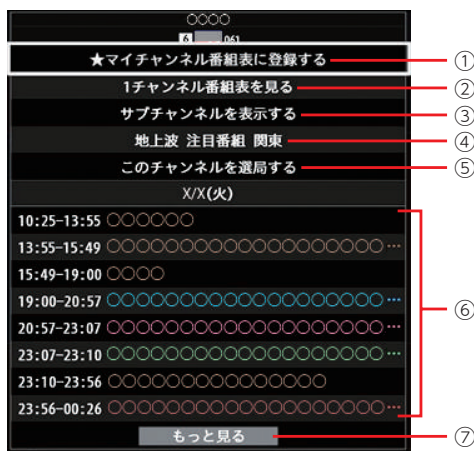 ○○○○
6 061
★マイチャンネル番組表に登録する ①
1チャンネル番組表を見る ②
サブチャンネルを表示する ③
地上波 注目番組 関東 ④
このチャンネルを選局する ⑤
X/X(火)
10:25-13:55 ○○○○○○
13:55-15:49 ○○○○○○○○○○○○○○○○○○○…
15:49-19:00 ○○○○
19:00-20:57 ○○○○○○○○○○○○○○○○○○○… ⑥
20:57-23:07 ○○○○○○○○○○○○○○○○○○○…
23:07-23:10 ○○○○○○○○○○○○○○○○○○○…
23:10-23:56 ○○○○○○○○○○○○○○○
23:56-00:26 ○○○○○○○○○○○○○○○○○○○…
もっと見る ⑦